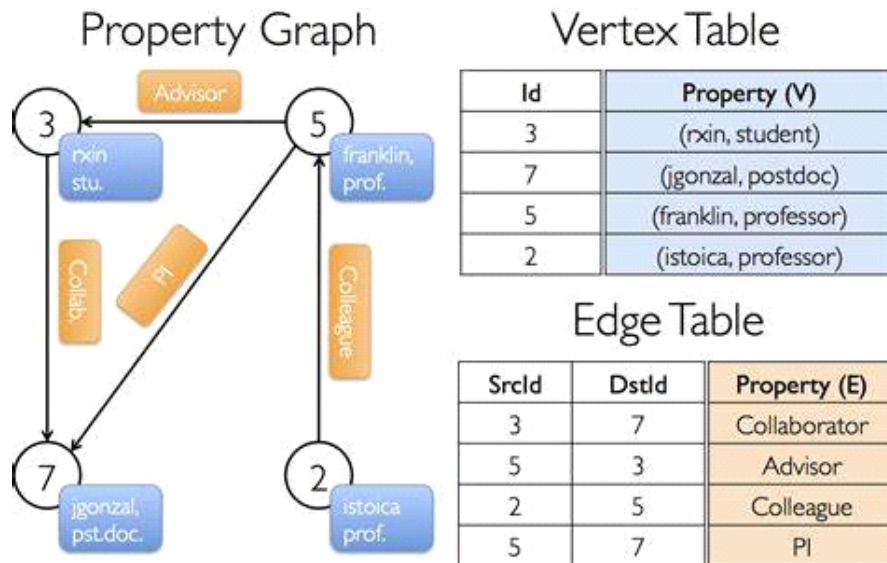 Property Graph
3
Advisor
5
rxin
stu.
franklin,
prof.
Collab.
PI
Colleague
7
jgonzal,
pst.doc.
2
istoica
prof.
Vertex Table
Id Property (V)
3 (rxin, student)
7 (jgonzal, postdoc)
5 (franklin, professor)
2 (istoica, professor)
Edge Table
SrcId DstId Property (E)
3 7 Collaborator
5 3 Advisor
2 5 Colleague
5 7 PI